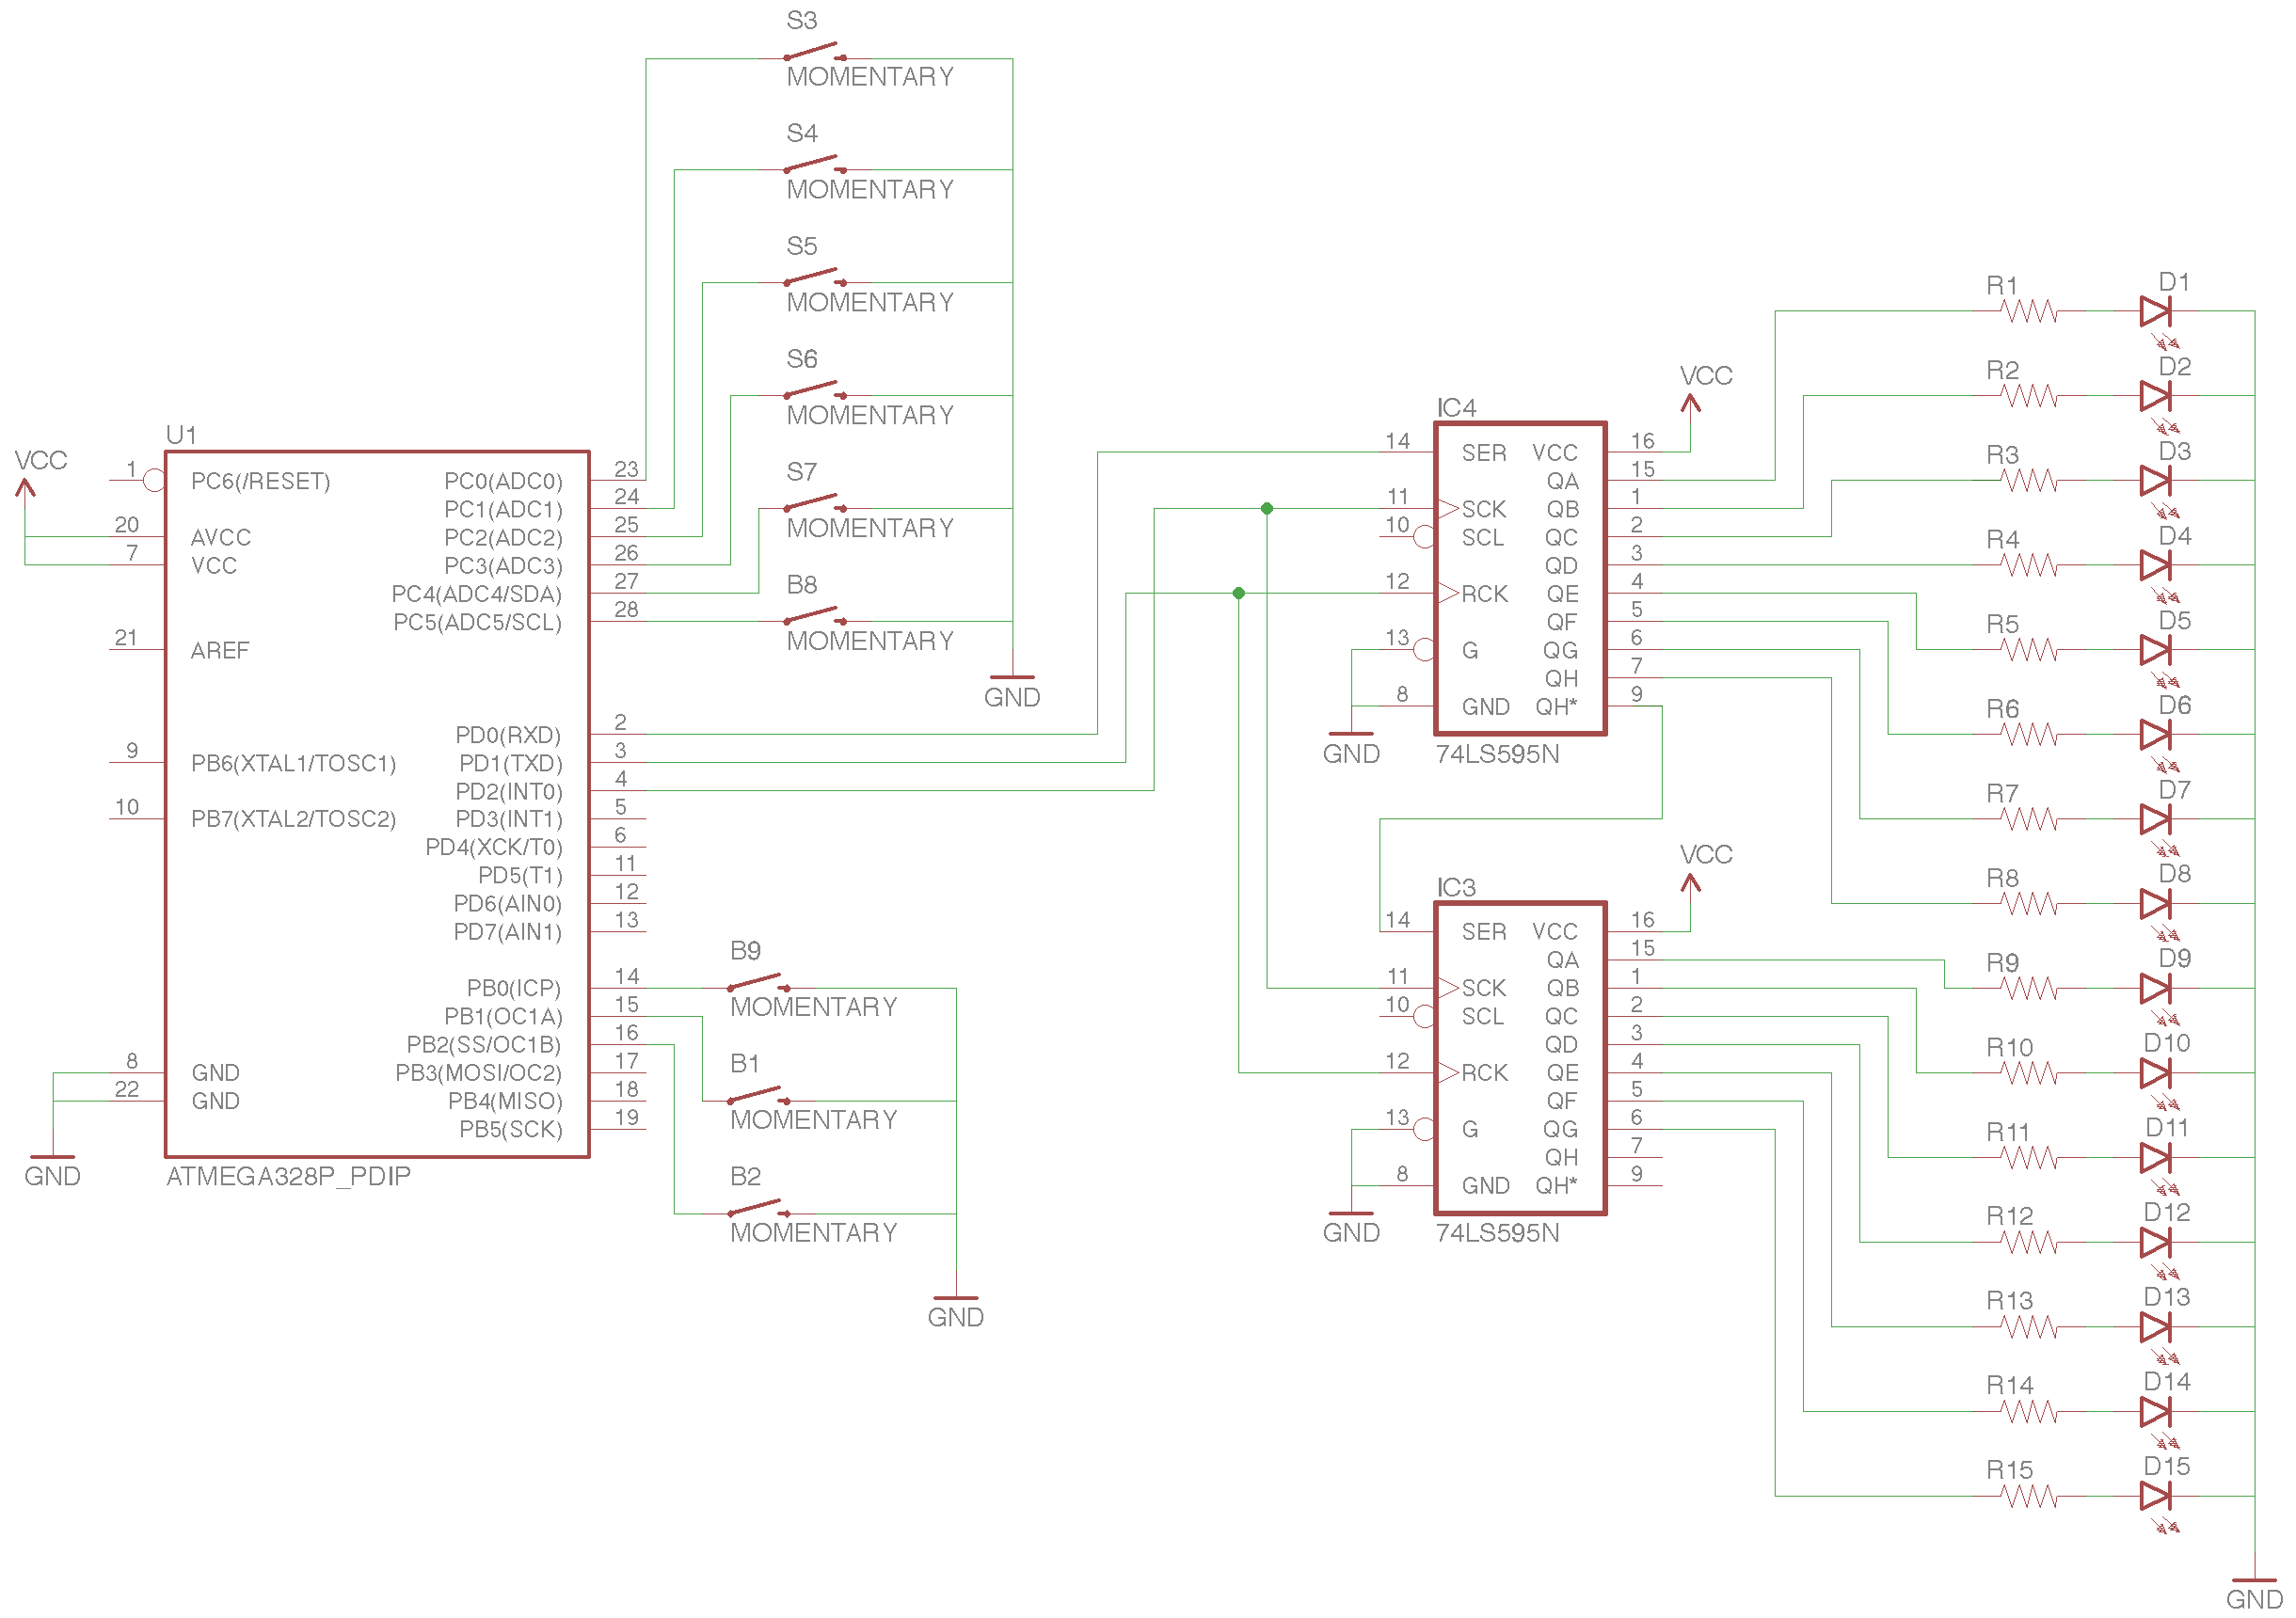 S3
MOMENTARY
S4
MOMENTARY
S5
MOMENTARY
S6
MOMENTARY
S7
MOMENTARY
B8
MOMENTARY
GND
U1
VCC
1 PC6(/RESET) PC0(ADC0) 23
PC1(ADC1) 24
20 AVCC PC2(ADC2) 25
7 VCC PC3(ADC3) 26
PC4(ADC4/SDA) 27
PC5(ADC5/SCL) 28
21 AREF
PD0(RXD) 2
9 PB6(XTAL1/TOSC1) PD1(TXD) 3
PD2(INT0) 4
10 PB7(XTAL2/TOSC2) PD3(INT1) 5
PD4(XCK/T0) 6
PD5(T1) 11
PD6(AIN0) 12
PD7(AIN1) 13
PB0(ICP) 14
PB1(OC1A) 15
PB2(SS/OC1B) 16
8 GND PB3(MOSI/OC2) 17
22 GND PB4(MISO) 18
PB5(SCK) 19
GND
ATMEGA328P_PDIP
B9
MOMENTARY
B1
MOMENTARY
B2
MOMENTARY
GND
VCC
IC4
14 SER VCC 16
QA 15
11 SCK QB 1
10 SCL QC 2
QD 3
12 RCK QE 4
QF 5
13 G QG 6
QH 7
8 GND QH* 9
GND
74LS595N
VCC
IC3
14 SER VCC 16
QA 15
11 SCK QB 1
10 SCL QC 2
QD 3
12 RCK QE 4
QF 5
13 G QG 6
QH 7
8 GND QH* 9
GND
74LS595N
R1 D1
R2 D2
R3 D3
R4 D4
R5 D5
R6 D6
R7 D7
R8 D8
R9 D9
R10 D10
R11 D11
R12 D12
R13 D13
R14 D14
R15 D15
GND